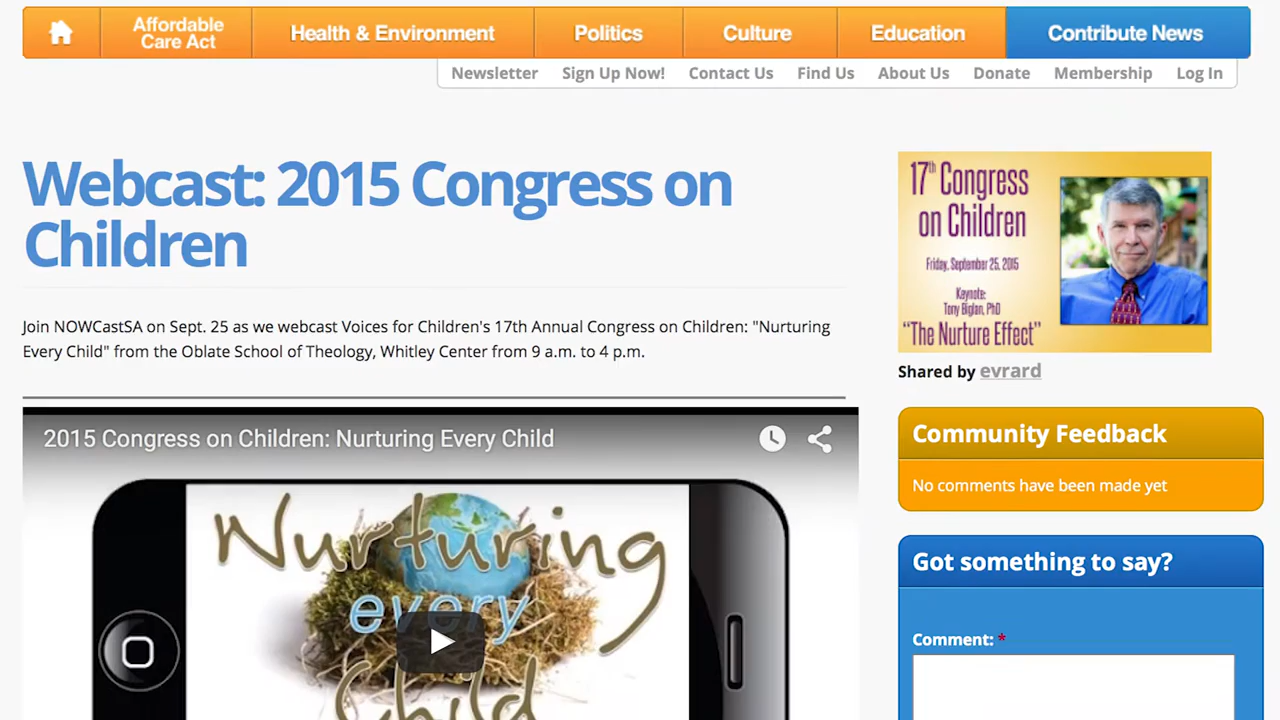 Affordable
Care Act
Health & Environment
Politics
Culture
Education
Contribute News
Newsletter
Sign Up Now!
Contact Us
Find Us
About Us
Donate
Membership
Log In
Webcast: 2015 Congress on
Children
Join NOWCastSA on Sept. 25 as we webcast Voices for Children's 17th Annual Congress on Children: "Nurturing
Every Child" from the Oblate School of Theology, Whitley Center from 9 a.m. to 4 p.m.
2015 Congress on Children: Nurturing Every Child
Nurturing
every
Child
17th Congress
on Children
Friday, September 25, 2015
Keynote:
Tony Biglan, PhD
"The Nurture Effect"
Shared by evrard
Community Feedback
No comments have been made yet
Got something to say?
Comment: *